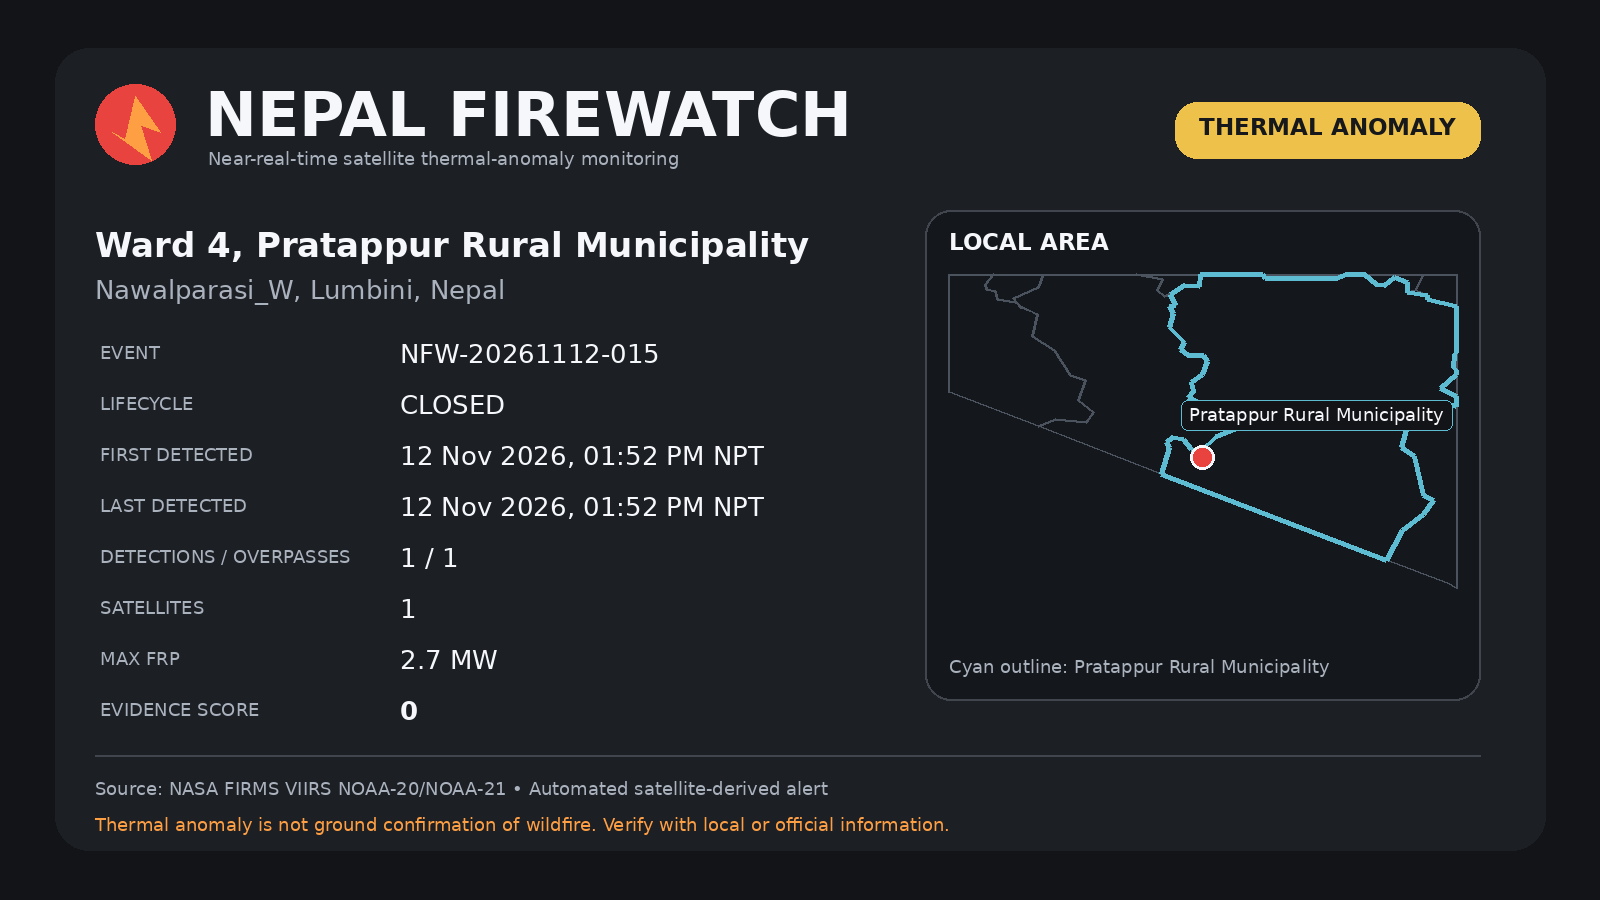 NEPAL FIREWATCH
Near-real-time satellite thermal-anomaly monitoring
THERMAL ANOMALY
Ward 4, Pratappur Rural Municipality
Nawalparasi_W, Lumbini, Nepal
EVENT NFW-20261112-015
LIFECYCLE CLOSED
FIRST DETECTED 12 Nov 2026, 01:52 PM NPT
LAST DETECTED 12 Nov 2026, 01:52 PM NPT
DETECTIONS / OVERPASSES 1 / 1
SATELLITES 1
MAX FRP 2.7 MW
EVIDENCE SCORE 0
LOCAL AREA
Pratappur Rural Municipality
Cyan outline: Pratappur Rural Municipality
Source: NASA FIRMS VIIRS NOAA-20/NOAA-21 • Automated satellite-derived alert
Thermal anomaly is not ground confirmation of wildfire. Verify with local or official information.